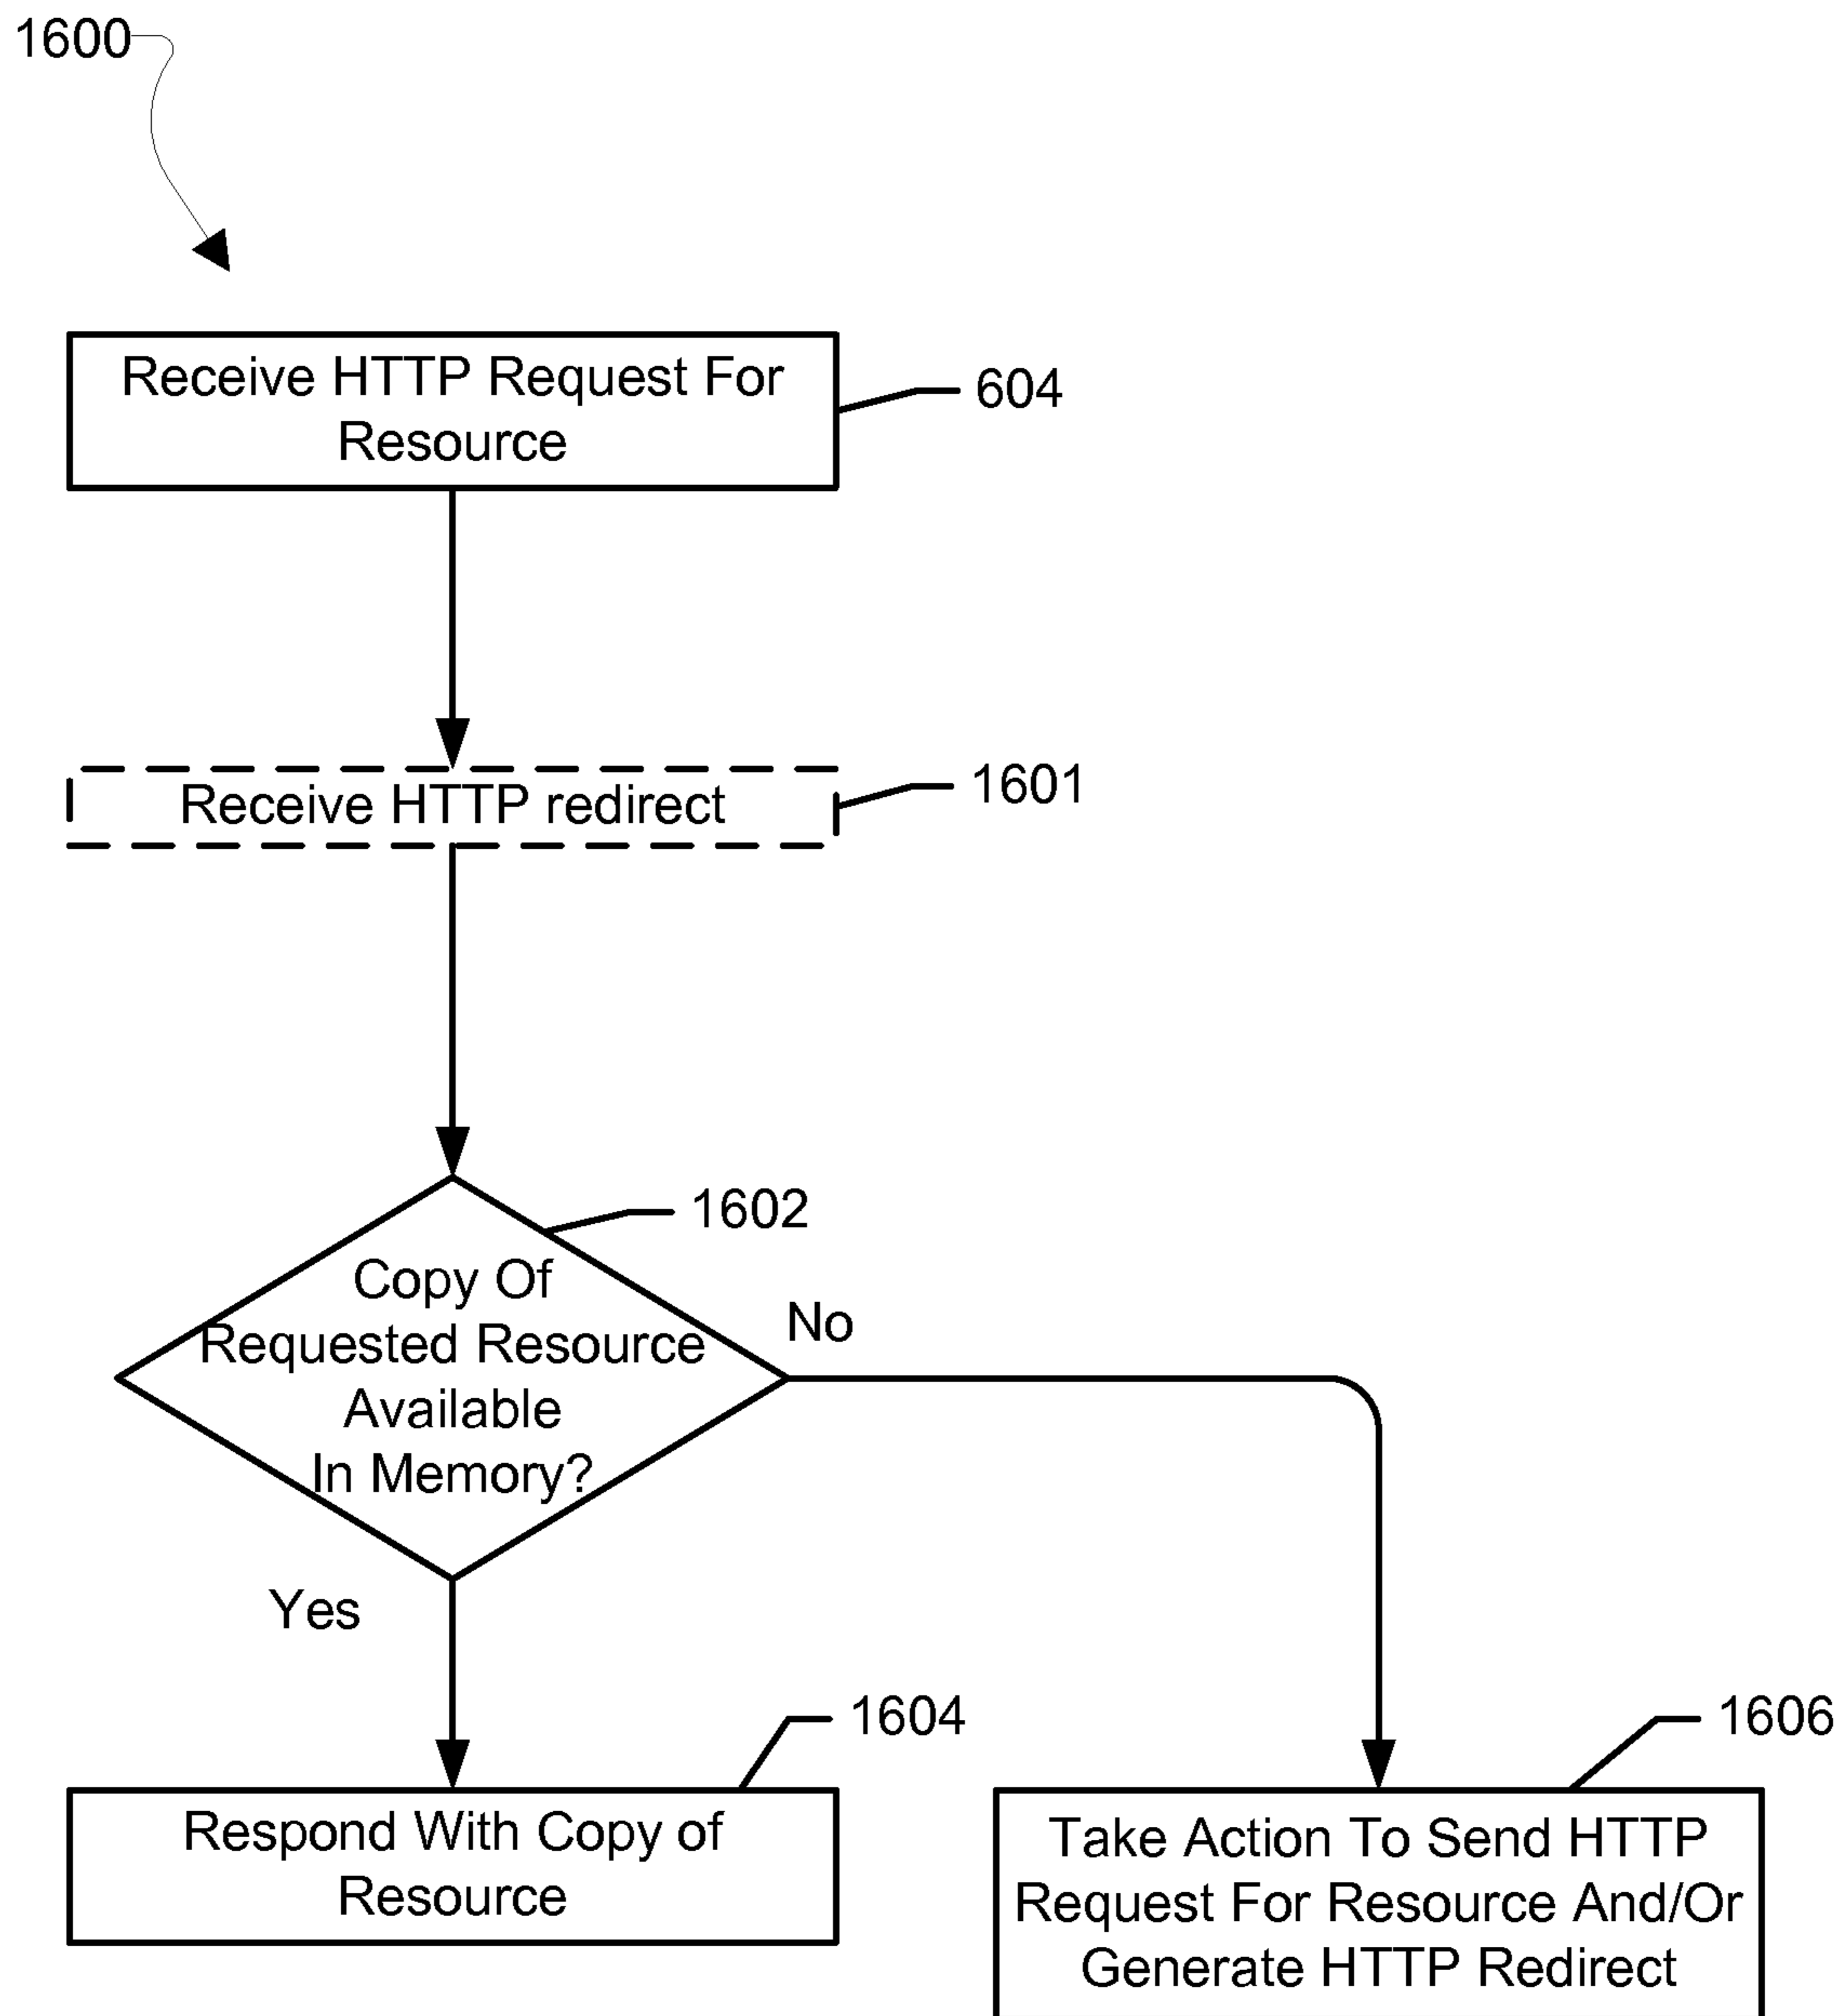 1600
Receive HTTP Request For
Resource
604
Receive HTTP redirect
1601
1602
Copy Of
Requested Resource
Available
In Memory?
No
Yes
1604
1606
Respond With Copy of
Resource
Take Action To Send HTTP
Request For Resource And/Or
Generate HTTP Redirect